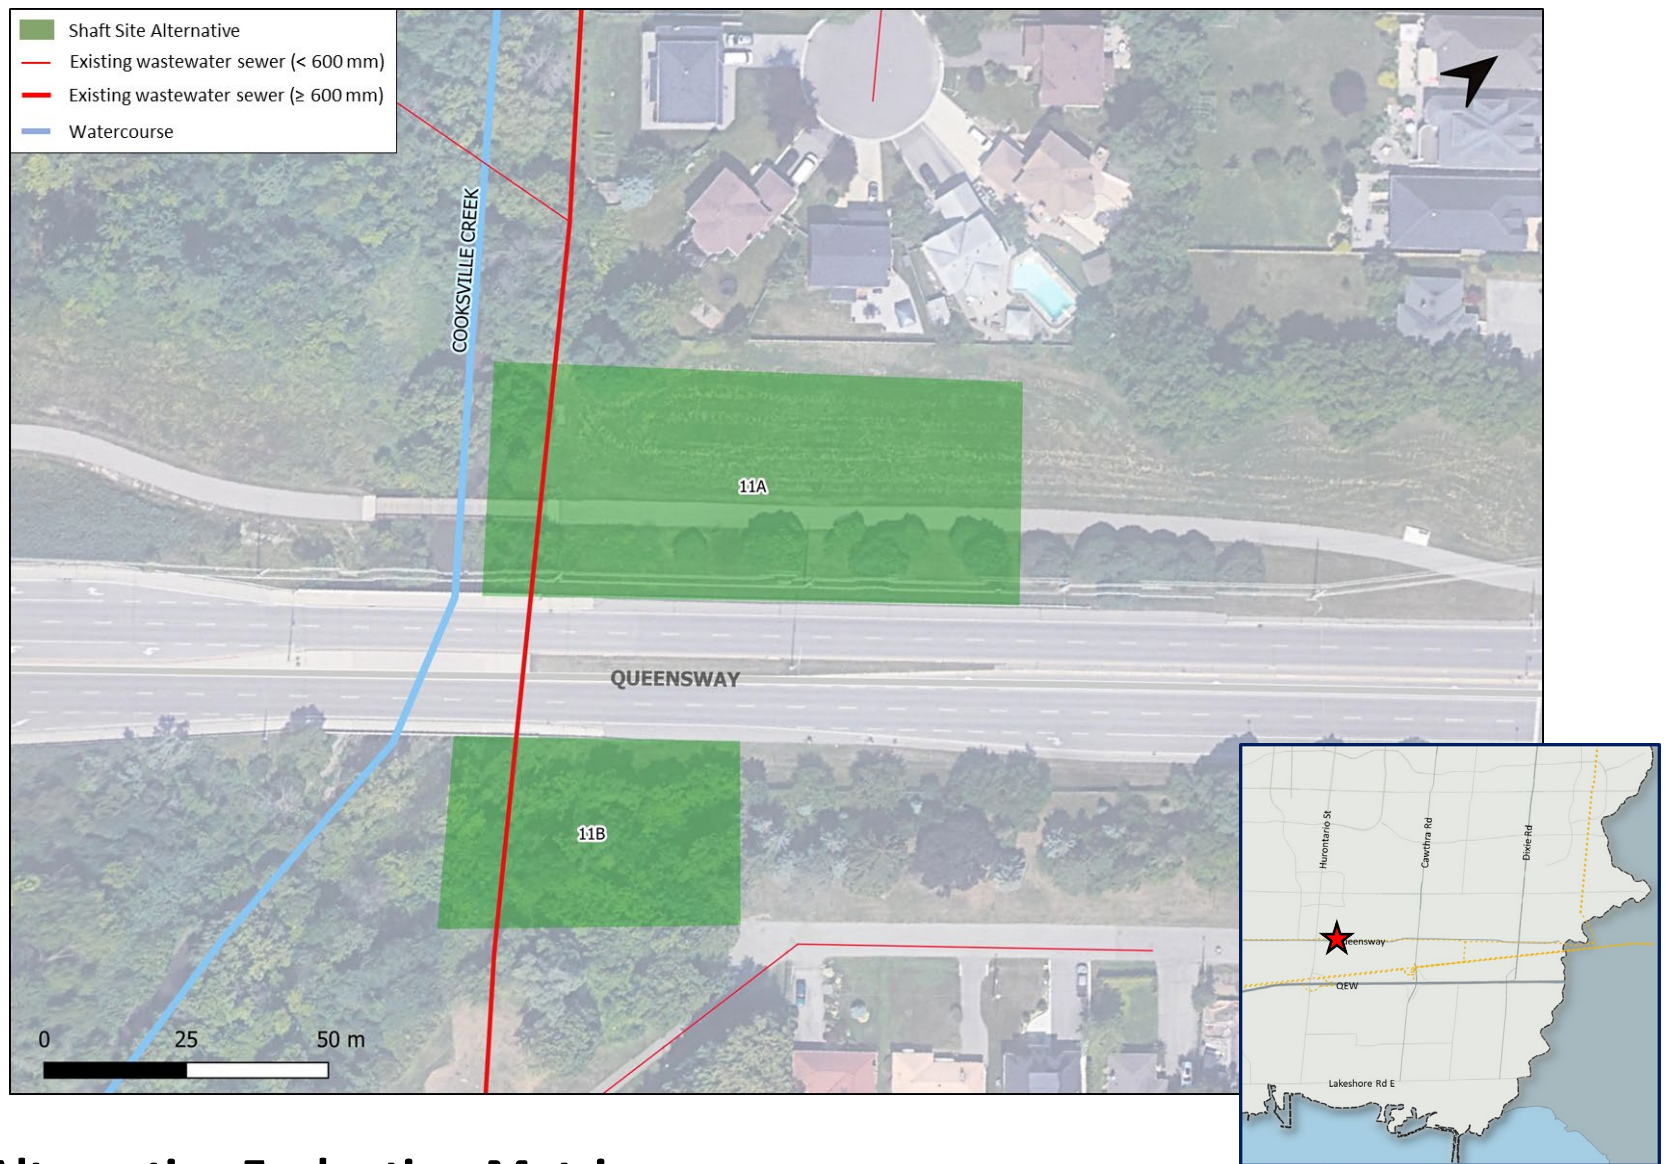 Shaft Site Alternative
Existing wastewater sewer (< 600 mm)
Existing wastewater sewer (≥ 600 mm)
Watercourse
COOKSVILLE CREEK
11A
QUEENSWAY
11B
0 25 50 m
Hurontario St
Cawthra Rd
Dixie Rd
QEW
Lakeshore Rd E